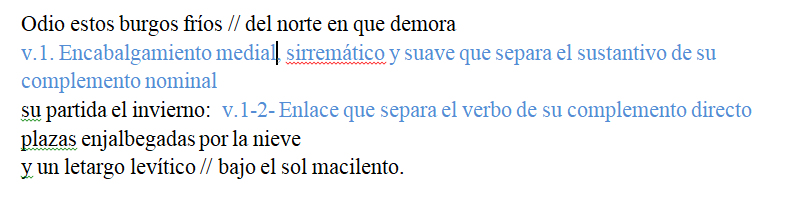 Odio estos burgos fríos // del norte en que demora
v.1. Encabalgamiento medial, sirremático y suave que separa el sustantivo de su
complemento nominal
su partida el invierno: v.1-2- Enlace que separa el verbo de su complemento directo
plazas enjalbegadas por la nieve
y un letargo levítico // bajo el sol macilento.